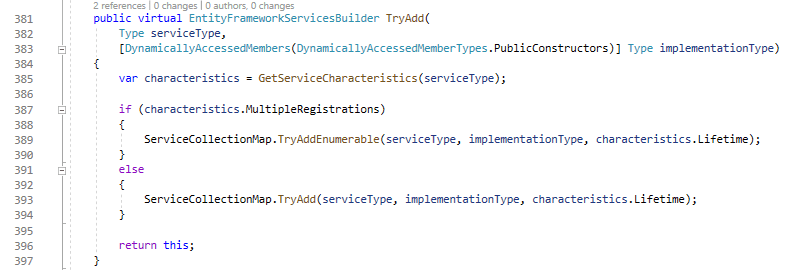 2 references | 0 changes | 0 authors, 0 changes
381 public virtual EntityFrameworkServicesBuilder TryAdd(
382 Type serviceType,
383 [DynamicallyAccessedMembers(DynamicallyAccessedMemberTypes.PublicConstructors)] Type implementationType)
384 {
385 var characteristics = GetServiceCharacteristics(serviceType);
386
387 if (characteristics.MultipleRegistrations)
388 {
389 ServiceCollectionMap.TryAddEnumerable(serviceType, implementationType, characteristics.Lifetime);
390 }
391 else
392 {
393 ServiceCollectionMap.TryAdd(serviceType, implementationType, characteristics.Lifetime);
394 }
395
396 return this;
397 }